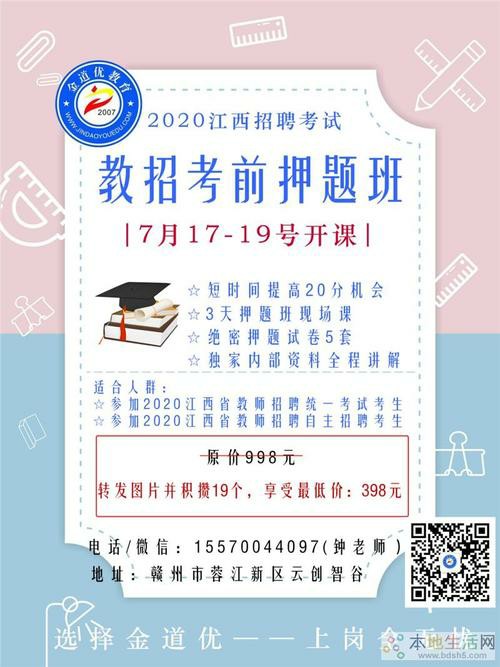 金道优教育
2007
WWW.JINDAOYOUEDU.COM
2020江西招聘考试
教招考前押题班
|7月17-19号开课|
☆ 短时间提高20分机会
☆ 3天押题班现场课
☆ 绝密押题试卷5套
☆ 独家内部资料全程讲解
适合人群:
☆ 参加2020江西省教师招聘统一考试考生
☆ 参加2020江西省教师招聘自主招聘考生
原价998元
转发图片并积攒19个，享受最低价：398元
电话/微信：15570044097(钟老师 )
地址：赣州市蓉江新区云创智谷
选择金道优——上岗
本地生活网
www.bdsh5.com